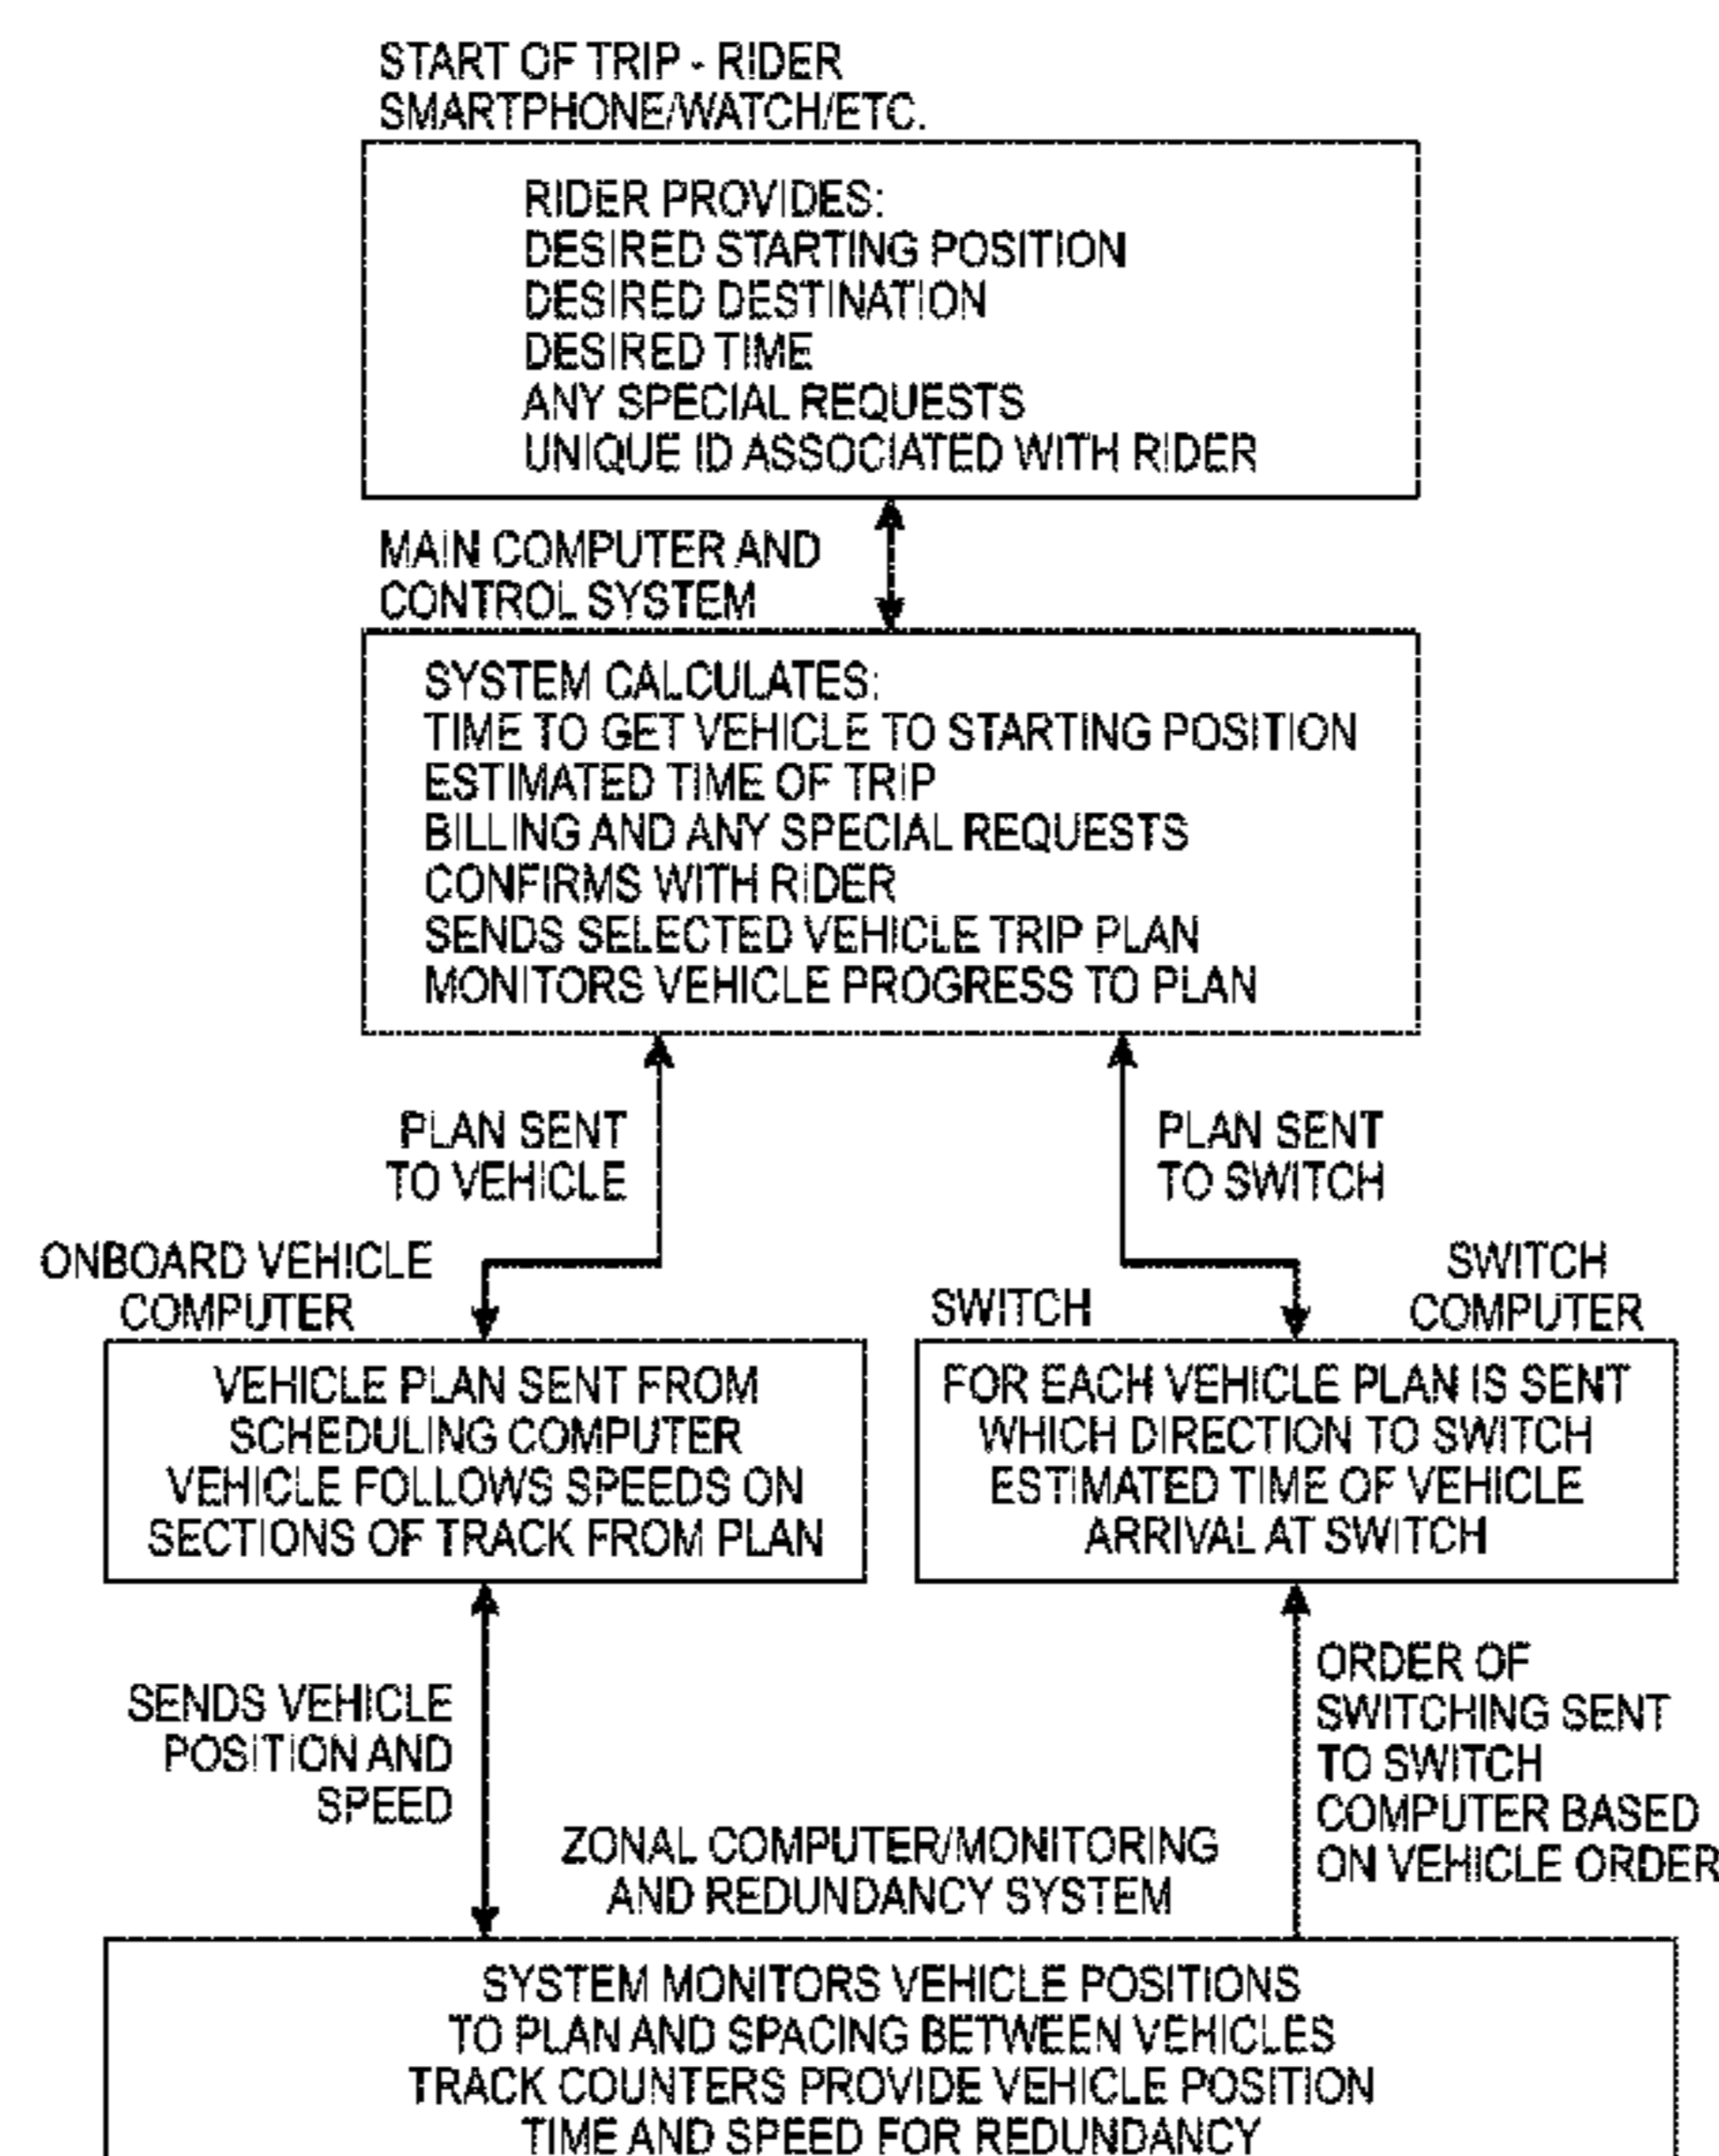 START OF TRIP - RIDER
SMARTPHONE/WATCH/ETC.
RIDER PROVIDES:
DESIRED STARTING POSITION
DESIRED DESTINATION
DESIRED TIME
ANY SPECIAL REQUESTS
UNIQUE ID ASSOCIATED WITH RIDER
MAIN COMPUTER AND
CONTROL SYSTEM
SYSTEM CALCULATES:
TIME TO GET VEHICLE TO STARTING POSITION
ESTIMATED TIME OF TRIP
BILLING AND ANY SPECIAL REQUESTS
CONFIRMS WITH RIDER
SENDS SELECTED VEHICLE TRIP PLAN
MONITORS VEHICLE PROGRESS TO PLAN
PLAN SENT
TO VEHICLE
PLAN SENT
TO SWITCH
ONBOARD VEHICLE
COMPUTER
SWITCH
SWITCH
COMPUTER
VEHICLE PLAN SENT FROM
SCHEDULING COMPUTER
VEHICLE FOLLOWS SPEEDS ON
SECTIONS OF TRACK FROM PLAN
FOR EACH VEHICLE PLAN IS SENT
WHICH DIRECTION TO SWITCH
ESTIMATED TIME OF VEHICLE
ARRIVAL AT SWITCH
SENDS VEHICLE
POSITION AND
SPEED
ORDER OF
SWITCHING SENT
TO SWITCH
COMPUTER BASED
ON VEHICLE ORDER
ZONAL COMPUTER/MONITORING
AND REDUNDANCY SYSTEM
SYSTEM MONITORS VEHICLE POSITIONS
TO PLAN AND SPACING BETWEEN VEHICLES
TRACK COUNTERS PROVIDE VEHICLE POSITION
TIME AND SPEED FOR REDUNDANCY